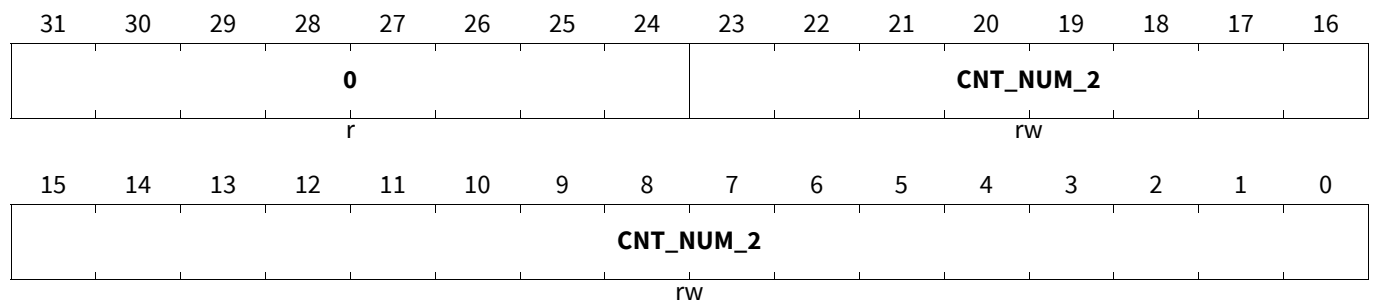 31 30 29 28 27 26 25 24 23 22 21 20 19 18 17 16
0 CNT_NUM_2
r rw
15 14 13 12 11 10 9 8 7 6 5 4 3 2 1 0
CNT_NUM_2
rw